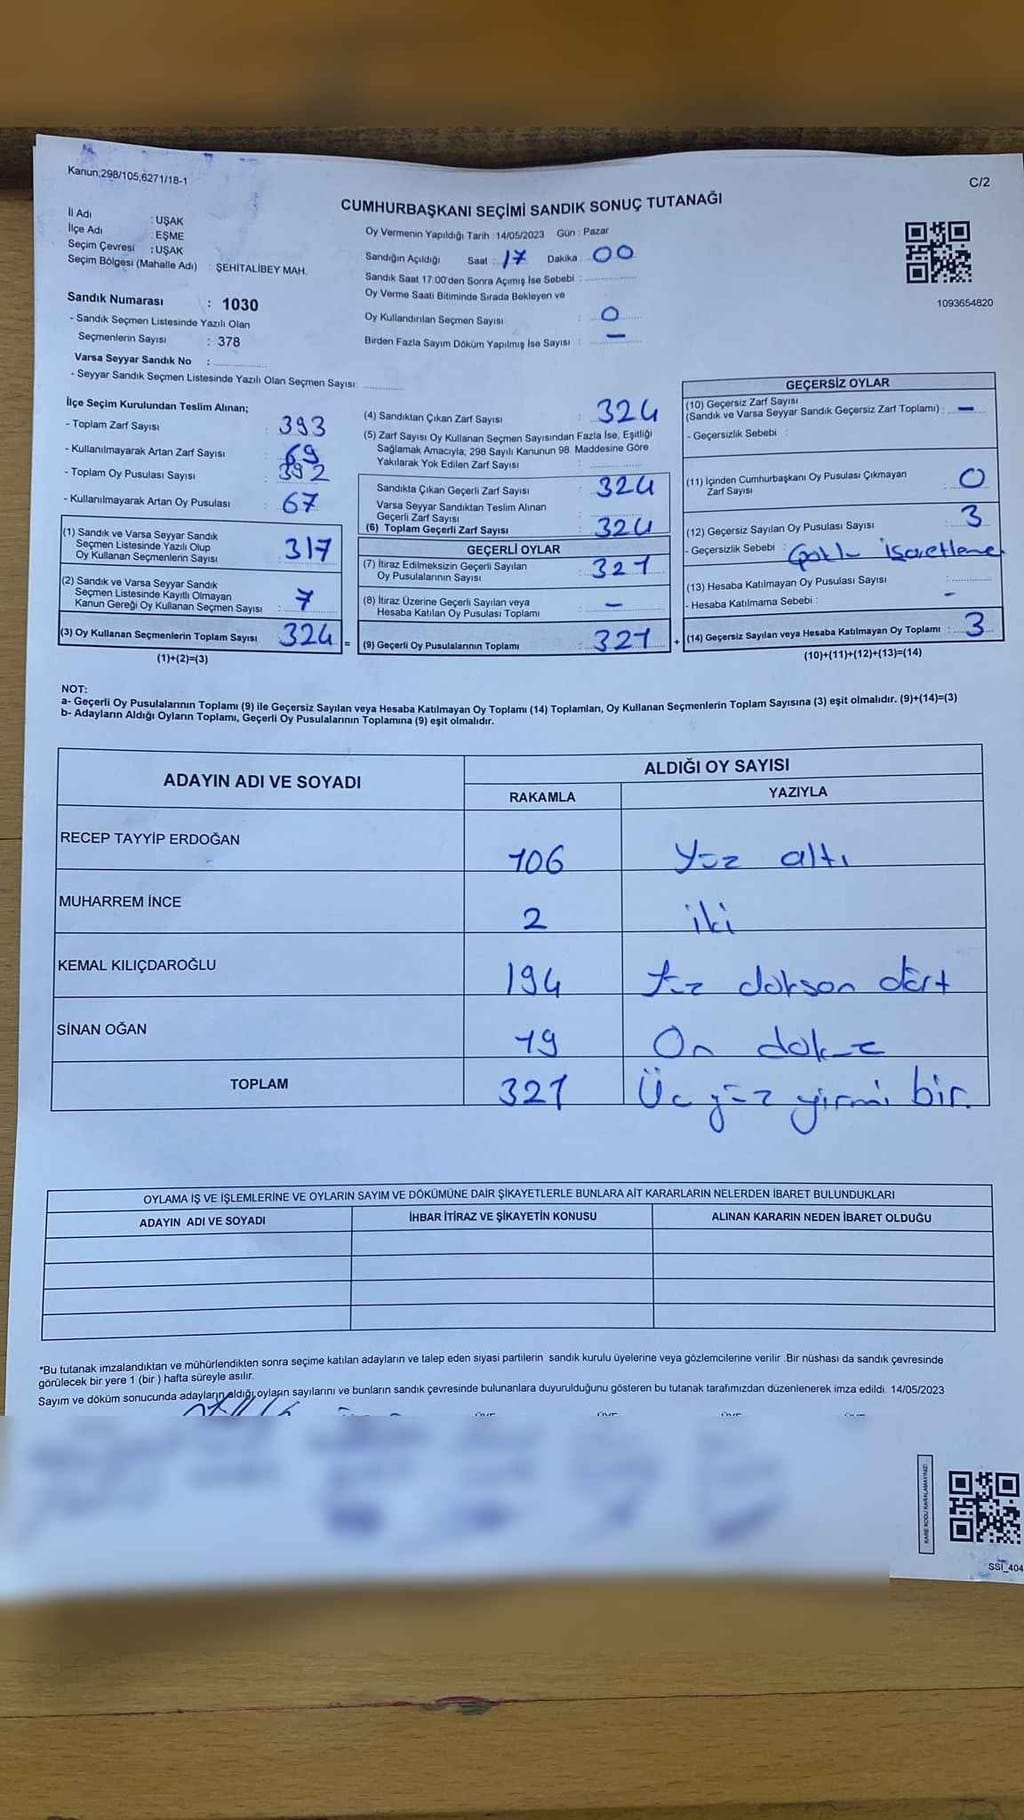 Kanun;298/105,6271/18-1
C/2
CUMHURBAŞKANI SEÇİMİ SANDIK SONUÇ TUTANAĞI
İl Adı : UŞAK
İlçe Adı : EŞME
Seçim Çevresi : UŞAK
Seçim Bölgesi (Mahalle Adı) : ŞEHİTALİBEY MAH.
Oy Vermenin Yapıldığı Tarih : 14/05/2023 Gün : Pazar
Sandığın Açıldığı Saat : 17 Dakika : 00
Sandık Saat 17:00'den Sonra Açımış İse Sebebi :
Oy Verme Saati Bitiminde Sırada Bekleyen ve
Oy Kullandırılan Seçmen Sayısı : 0
Birden Fazla Sayım Döküm Yapılmış İse Sayısı : —
1093654820
Sandık Numarası : 1030
- Sandık Seçmen Listesinde Yazılı Olan
Seçmenlerin Sayısı : 378
Varsa Seyyar Sandık No :
- Seyyar Sandık Seçmen Listesinde Yazılı Olan Seçmen Sayısı:
İlçe Seçim Kurulundan Teslim Alınan;
- Toplam Zarf Sayısı : 393
- Kullanılmayarak Artan Zarf Sayısı : 69
- Toplam Oy Pusulası Sayısı : 392
- Kullanılmayarak Artan Oy Pusulası : 67
(1) Sandık ve Varsa Seyyar Sandık
Seçmen Listesinde Yazılı Olup
Oy Kullanan Seçmenlerin Sayısı : 317
(2) Sandık ve Varsa Seyyar Sandık
Seçmen Listesinde Kayıtlı Olmayan
Kanun Gereği Oy Kullanan Seçmen Sayısı : 7
(3) Oy Kullanan Seçmenlerin Toplam Sayısı 324 =
(1)+(2)=(3)
(4) Sandıktan Çıkan Zarf Sayısı : 324
(5) Zarf Sayısı Oy Kullanan Seçmen Sayısından Fazla İse, Eşitliği
Sağlamak Amacıyla; 298 Sayılı Kanunun 98. Maddesine Göre
Yakılarak Yok Edilen Zarf Sayısı :
Sandıkta Çıkan Geçerli Zarf Sayısı : 324
Varsa Seyyar Sandıktan Teslim Alınan
Geçerli Zarf Sayısı :
(6) Toplam Geçerli Zarf Sayısı : 324
GEÇERLİ OYLAR
(7) İtiraz Edilmeksizin Geçerli Sayılan
Oy Pusulalarının Sayısı : 321
(8) İtiraz Üzerine Geçerli Sayılan veya
Hesaba Katılan Oy Pusulası Toplamı : —
(9) Geçerli Oy Pusulalarının Toplamı : 321 +
GEÇERSİZ OYLAR
(10) Geçersiz Zarf Sayısı
(Sandık ve Varsa Seyyar Sandık Geçersiz Zarf Toplamı) : —
- Geçersizlik Sebebi :
(11) İçinden Cumhurbaşkanı Oy Pusulası Çıkmayan
Zarf Sayısı : 0
(12) Geçersiz Sayılan Oy Pusulası Sayısı : 3
- Geçersizlik Sebebi : Çoklu işaretleme
(13) Hesaba Katılmayan Oy Pusulası Sayısı :
- Hesaba Katılmama Sebebi : —
(14) Geçersiz Sayılan veya Hesaba Katılmayan Oy Toplamı : 3
(10)+(11)+(12)+(13)=(14)
NOT:
a- Geçerli Oy Pusulalarının Toplamı (9) ile Geçersiz Sayılan veya Hesaba Katılmayan Oy Toplamı (14) Toplamları, Oy Kullanan Seçmenlerin Toplam Sayısına (3) eşit olmalıdır. (9)+(14)=(3)
b- Adayların Aldığı Oyların Toplamı, Geçerli Oy Pusulalarının Toplamına (9) eşit olmalıdır.
ADAYIN ADI VE SOYADI
ALDIĞI OY SAYISI
RAKAMLA YAZIYLA
RECEP TAYYİP ERDOĞAN 106 Yüz altı
MUHARREM İNCE 2 iki
KEMAL KILIÇDAROĞLU 194 Yüz doksan dört
SİNAN OĞAN 19 On dokuz
TOPLAM 321 Üç yüz yirmi bir.
OYLAMA İŞ VE İŞLEMLERİNE VE OYLARIN SAYIM VE DÖKÜMÜNE DAİR ŞİKAYETLERLE BUNLARA AİT KARARLARIN NELERDEN İBARET BULUNDUKLARI
ADAYIN ADI VE SOYADI İHBAR İTİRAZ VE ŞİKAYETİN KONUSU ALINAN KARARIN NEDEN İBARET OLDUĞU
*Bu tutanak imzalandıktan ve mühürlendikten sonra seçime katılan adayların ve talep eden siyasi partilerin sandık kurulu üyelerine veya gözlemcilerine verilir. Bir nüshası da sandık çevresinde
görülecek bir yere 1 (bir ) hafta süreyle asılır.
Sayım ve döküm sonucunda adayların aldığı oyların sayılarını ve bunların sandık çevresinde bulunanlara duyurulduğunu gösteren bu tutanak tarafımızdan düzenlenerek imza edildi. 14/05/2023
KARE KODU KARALAMAYINIZ!
SSİ_404